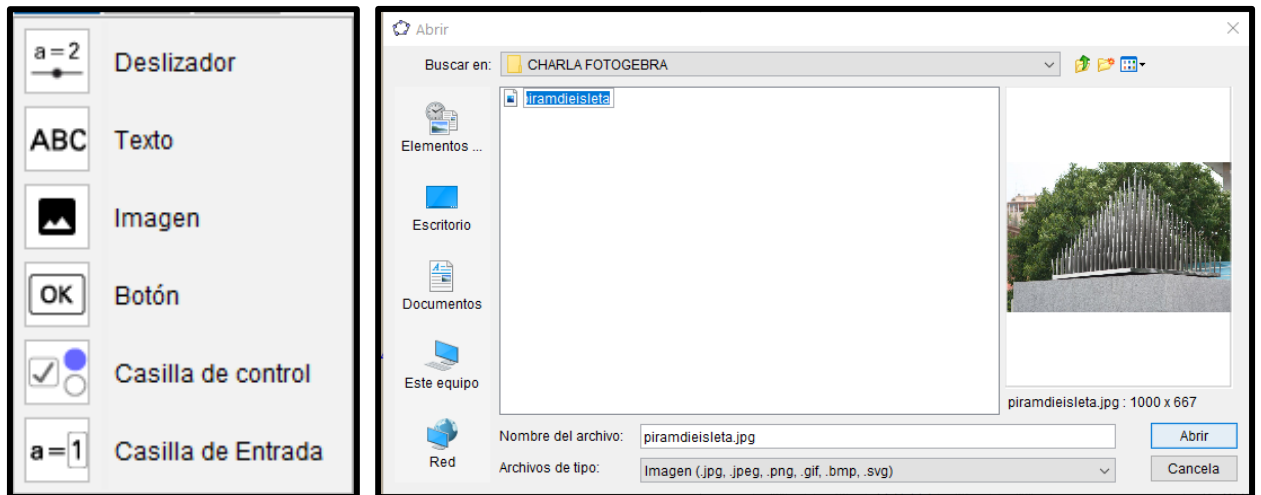 a=2
Deslizador
ABC
Texto
Imagen
OK
Botón
Casilla de control
a=1
Casilla de Entrada
Abrir
Buscar en:
CHARLA FOTOGEBRA
piramdieisleta
Elementos ...
Escritorio
Documentos
Este equipo
Red
piramdieisleta.jpg : 1000 x 667
Nombre del archivo:
piramdieisleta.jpg
Abrir
Archivos de tipo:
Imagen (.jpg, .jpeg, .png, .gif, .bmp, .svg)
Cancela